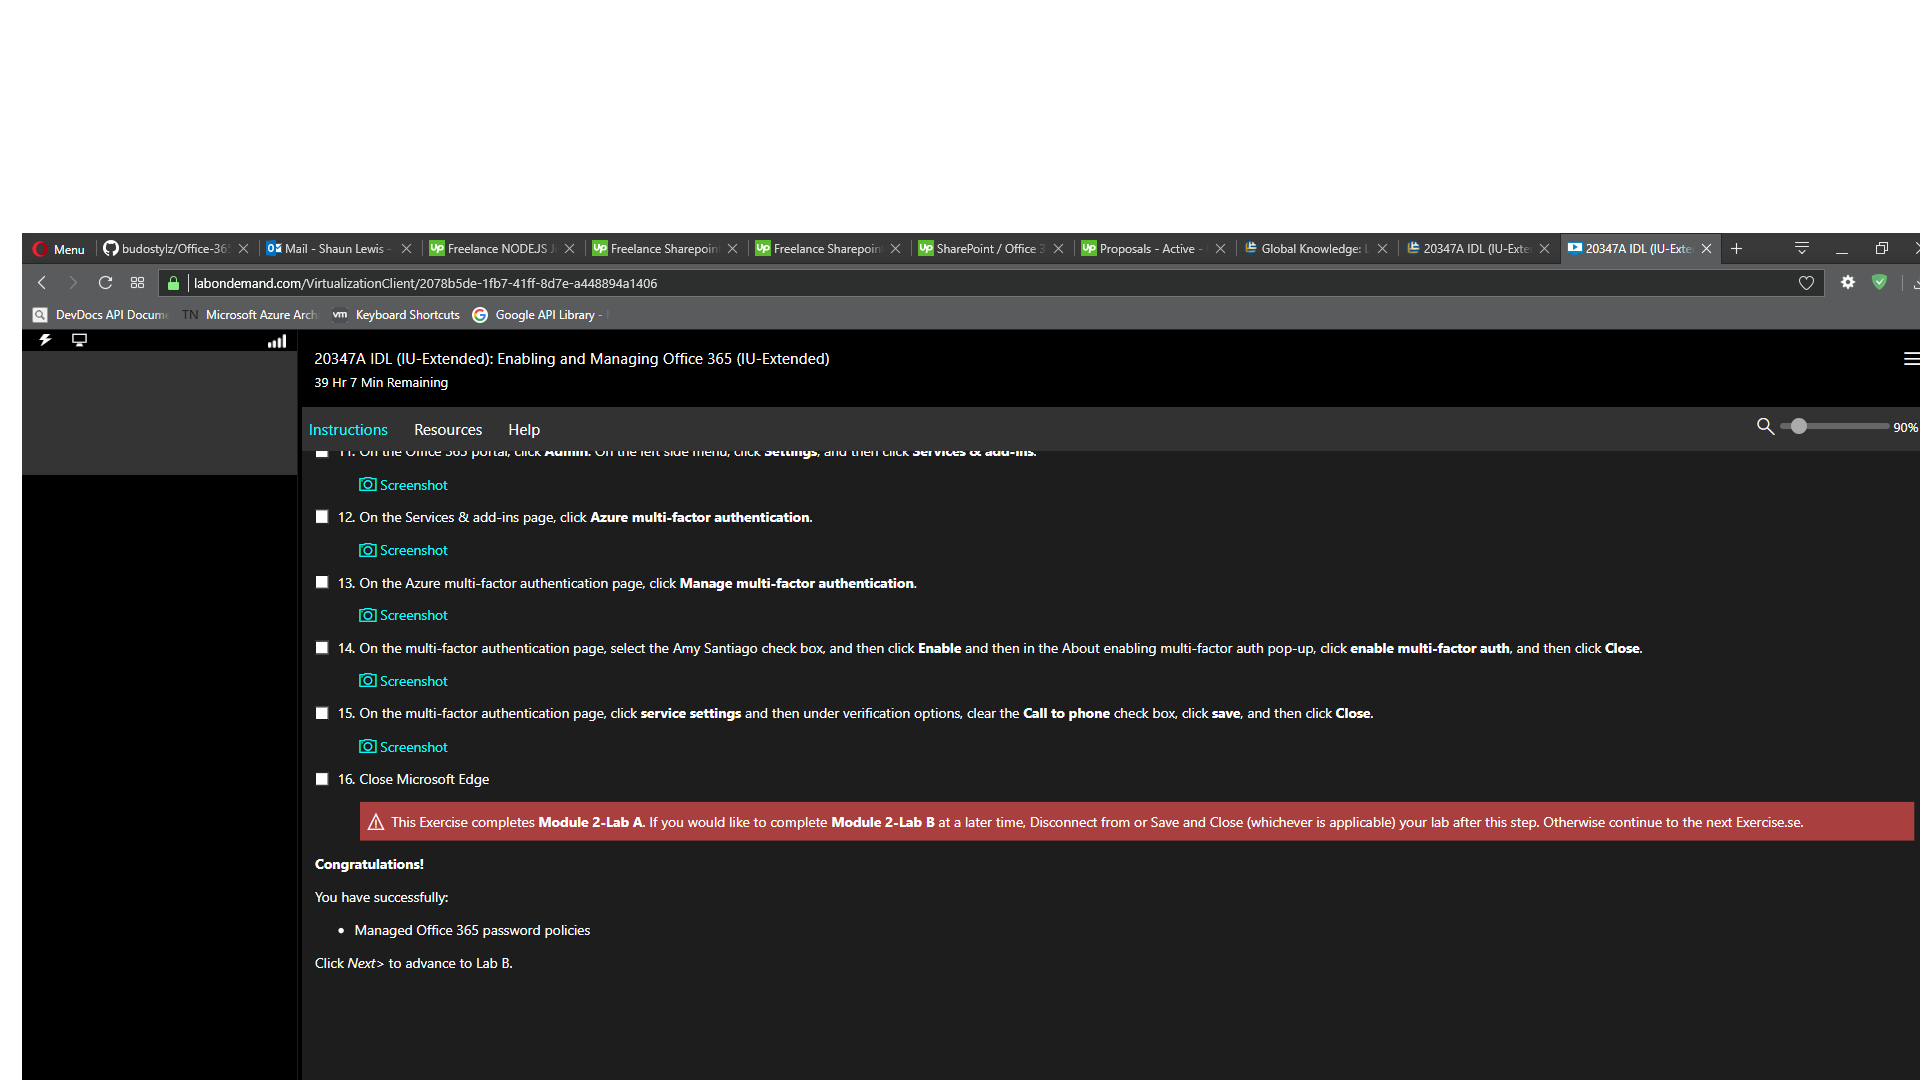 Menu
budostylz/Office-365
Mail - Shaun Lewis -
Freelance NODEJS J
Freelance Sharepoin
Freelance Sharepoin
SharePoint / Office 3
Proposals - Active -
Global Knowledge: L
20347A IDL (IU-Exte
20347A IDL (IU-Exte
labondemand.com/VirtualizationClient/2078b5de-1fb7-41ff-8d7e-a448894a1406
DevDocs API Docume
TN Microsoft Azure Arch
vm Keyboard Shortcuts
Google API Library -
20347A IDL (IU-Extended): Enabling and Managing Office 365 (IU-Extended)
39 Hr 7 Min Remaining
Instructions Resources Help
90%
11. On the Office 365 portal, click Admin. On the left side menu, click Settings, and then click Services & add-ins.
Screenshot
12. On the Services & add-ins page, click Azure multi-factor authentication.
Screenshot
13. On the Azure multi-factor authentication page, click Manage multi-factor authentication.
Screenshot
14. On the multi-factor authentication page, select the Amy Santiago check box, and then click Enable and then in the About enabling multi-factor auth pop-up, click enable multi-factor auth, and then click Close.
Screenshot
15. On the multi-factor authentication page, click service settings and then under verification options, clear the Call to phone check box, click save, and then click Close.
Screenshot
16. Close Microsoft Edge
This Exercise completes Module 2-Lab A. If you would like to complete Module 2-Lab B at a later time, Disconnect from or Save and Close (whichever is applicable) your lab after this step. Otherwise continue to the next Exercise.se.
Congratulations!
You have successfully:
• Managed Office 365 password policies
Click Next> to advance to Lab B.